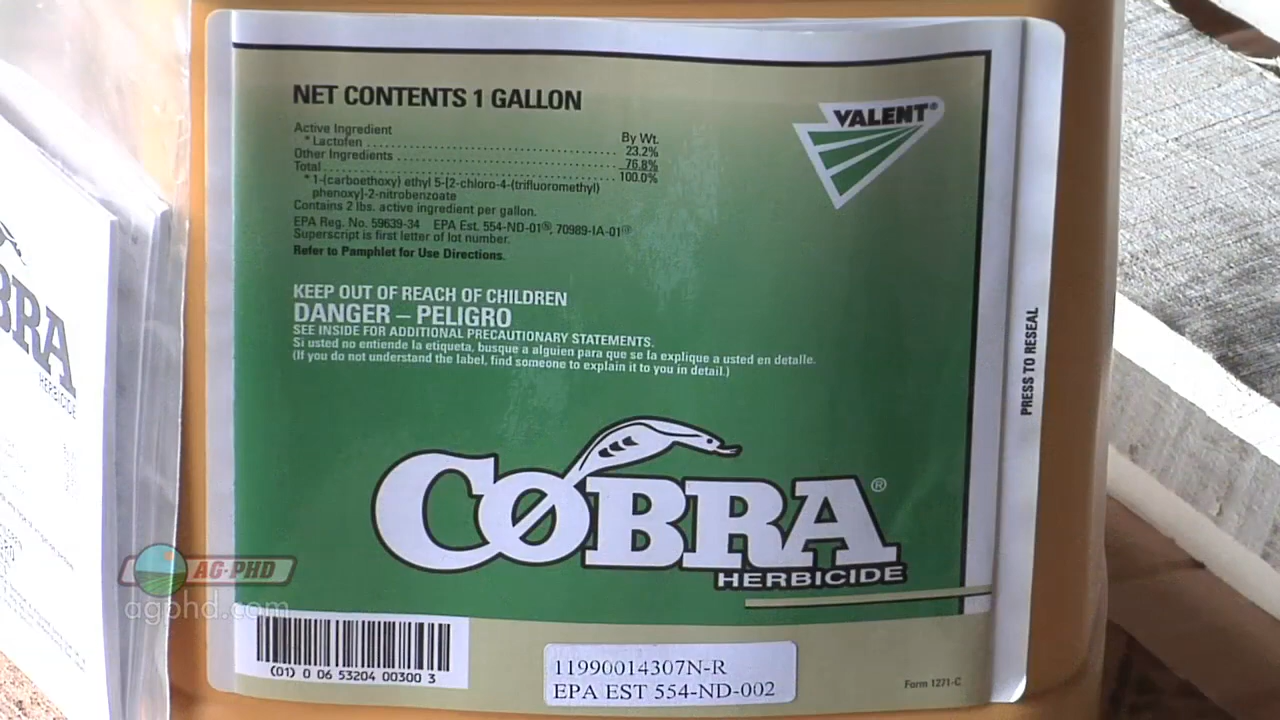 NET CONTENTS 1 GALLON
Active Ingredient By Wt.
*Lactofen 23.2%
Other Ingredients 76.8%
Total 100.0%
*1-(carboethoxy) ethyl 5-[2-chloro-4-(trifluoromethyl)
phenoxy]-2-nitrobenzoate
Contains 2 lbs. active ingredient per gallon.
EPA Reg. No. 59639-34 EPA Est. 554-ND-01, 70989-IA-01
Superscript is first letter of lot number.
Refer to Pamphlet for Use Directions.
VALENT®
KEEP OUT OF REACH OF CHILDREN
DANGER – PELIGRO
SEE INSIDE FOR ADDITIONAL PRECAUTIONARY STATEMENTS.
Si usted no entiende la etiqueta, busque a alguien para que se la explique a usted en detalle.
(If you do not understand the label, find someone to explain it to you in detail.)
PRESS TO RESEAL
COBRA®
HERBICIDE
BRA
HERBICIDE
AG-PHD
agphd.com
(01) 0 06 53204 00300 3
11990014307N-R
EPA EST 554-ND-002
Form 1271-C